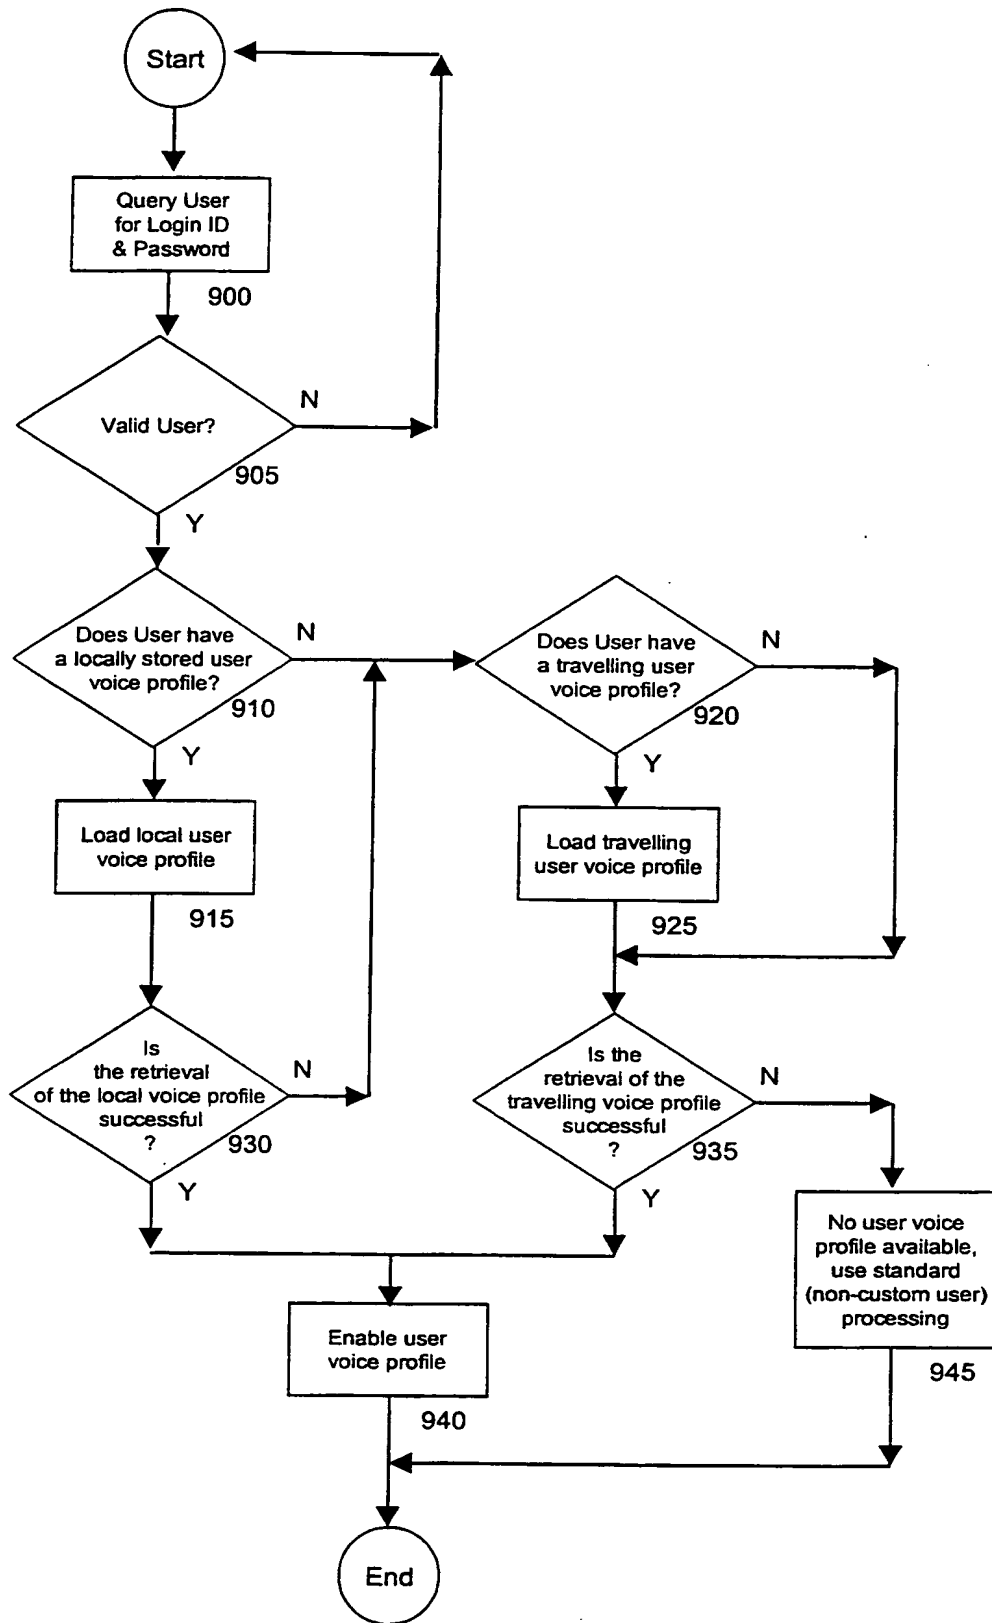 Start
Query User
for Login ID
& Password
900
Valid User?
N
905
Y
Does User have
a locally stored user
voice profile?
N
910
Y
Does User have
a travelling user
voice profile?
N
920
Y
Load local user
voice profile
915
Load travelling
user voice profile
925
Is
the retrieval
of the local voice profile
successful
?
N
930
Y
Is the
retrieval of the
travelling voice profile
successful
?
N
935
Y
No user voice
profile available,
use standard
(non-custom user)
processing
945
Enable user
voice profile
940
End